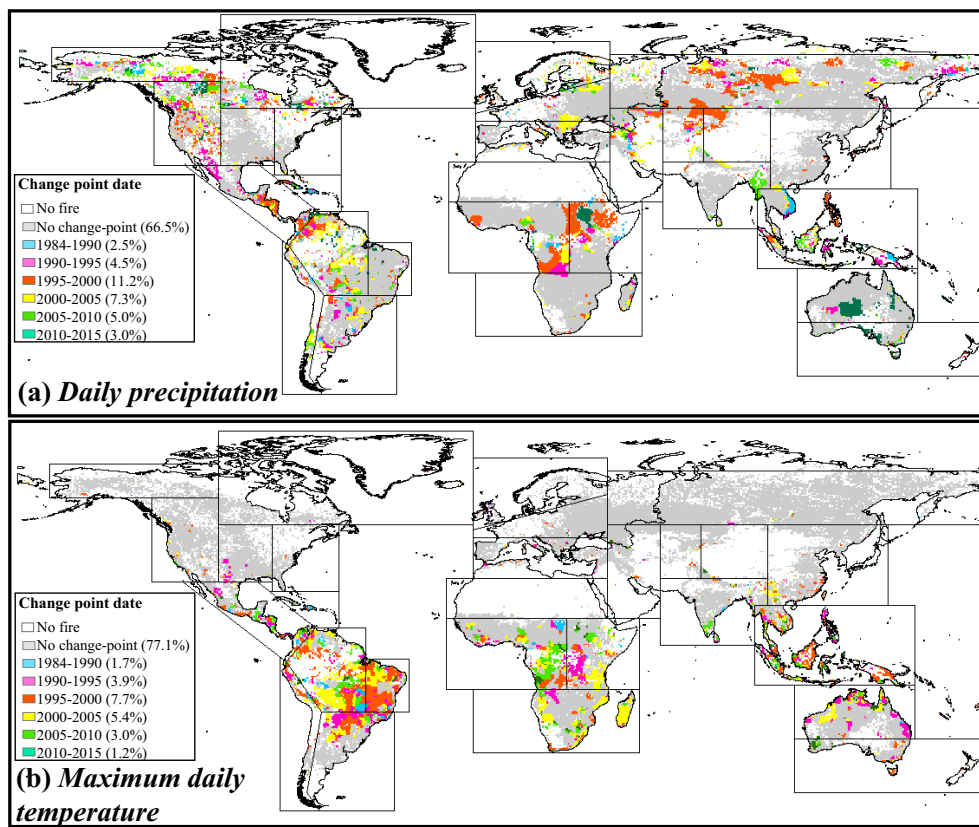 Change point date
No fire
No change-point (66.5%)
1984-1990 (2.5%)
1990-1995 (4.5%)
1995-2000 (11.2%)
2000-2005 (7.3%)
2005-2010 (5.0%)
2010-2015 (3.0%)
(a) Daily precipitation
Change point date
No fire
No change-point (77.1%)
1984-1990 (1.7%)
1990-1995 (3.9%)
1995-2000 (7.7%)
2000-2005 (5.4%)
2005-2010 (3.0%)
2010-2015 (1.2%)
(b) Maximum daily
temperature